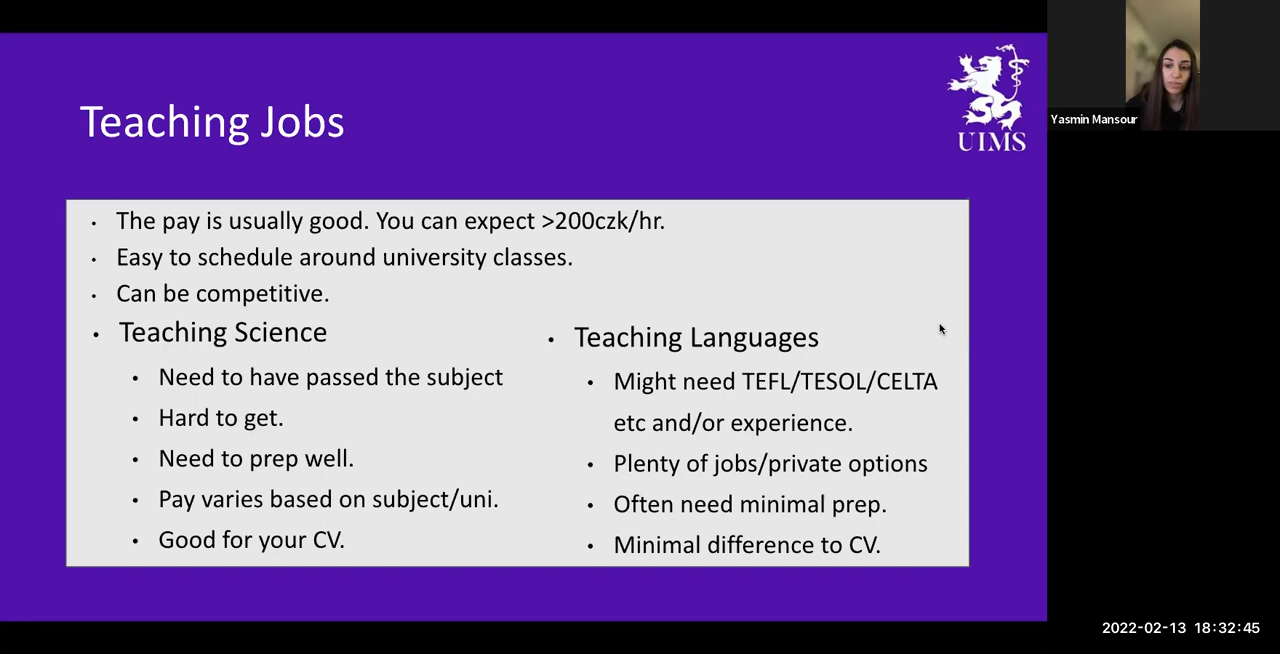 UIMS
Yasmin Mansour
Teaching Jobs
• The pay is usually good. You can expect >200czk/hr.
• Easy to schedule around university classes.
• Can be competitive.
• Teaching Science
• Need to have passed the subject
• Hard to get.
• Need to prep well.
• Pay varies based on subject/uni.
• Good for your CV.
• Teaching Languages
• Might need TEFL/TESOL/CELTA
etc and/or experience.
• Plenty of jobs/private options
• Often need minimal prep.
• Minimal difference to CV.
2022-02-13 18:32:45